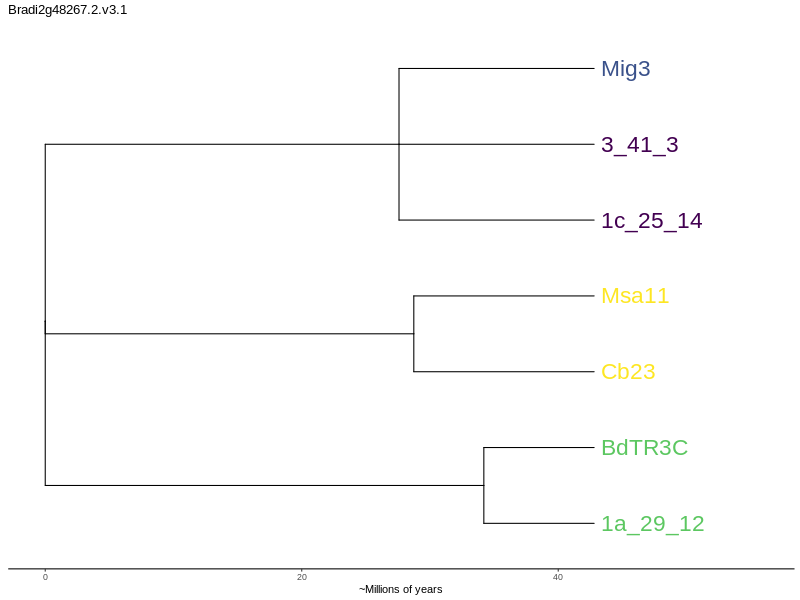 Bradi2g48267.2.v3.1
Mig3
3_41_3
1c_25_14
Msa11
Cb23
BdTR3C
1a_29_12
0 20 40
~Millions of years